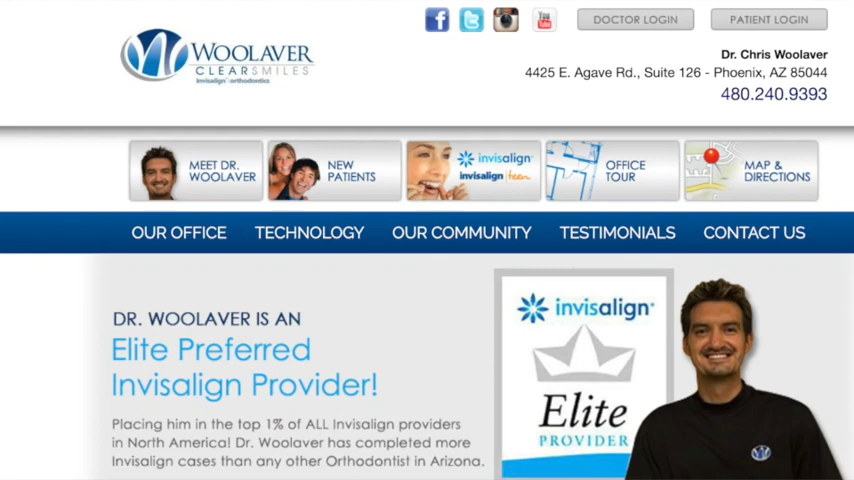 DOCTOR LOGIN
PATIENT LOGIN
WOOLAVER
CLEARSMILES
invisalign orthodontics
Dr. Chris Woolaver
4425 E. Agave Rd., Suite 126 - Phoenix, AZ 85044
480.240.9393
MEET DR.
WOOLAVER
NEW
PATIENTS
invisalign
invisalign teen
OFFICE
TOUR
MAP &
DIRECTIONS
OUR OFFICE
TECHNOLOGY
OUR COMMUNITY
TESTIMONIALS
CONTACT US
DR. WOOLAVER IS AN
Elite Preferred
Invisalign Provider!
Placing him in the top 1% of ALL Invisalign providers
in North America! Dr. Woolaver has completed more
Invisalign cases than any other Orthodontist in Arizona.
invisalign
Elite
PROVIDER
You
Tube